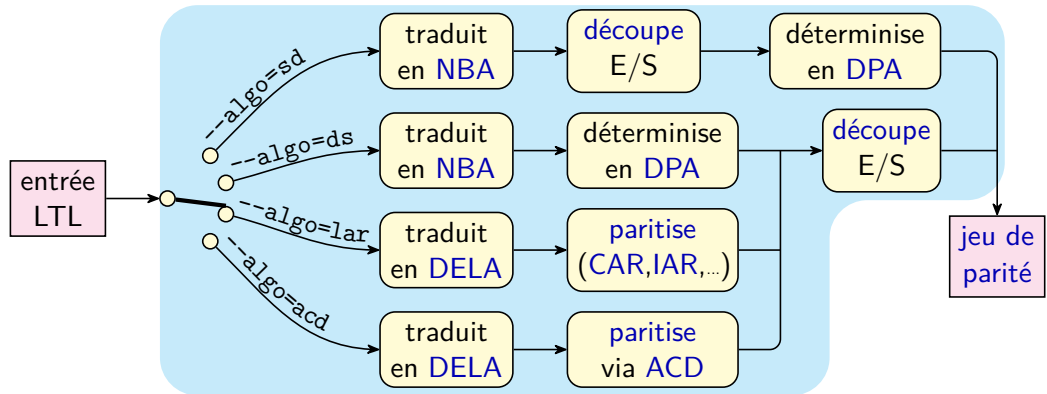 entrée
LTL
--algo=sd
traduit
en NBA
découpe
E/S
déterminise
en DPA
--algo=ds
traduit
en NBA
déterminise
en DPA
découpe
E/S
--algo=lar
traduit
en DELA
paritise
(CAR,IAR,...)
--algo=acd
traduit
en DELA
paritise
via ACD
jeu de
parité